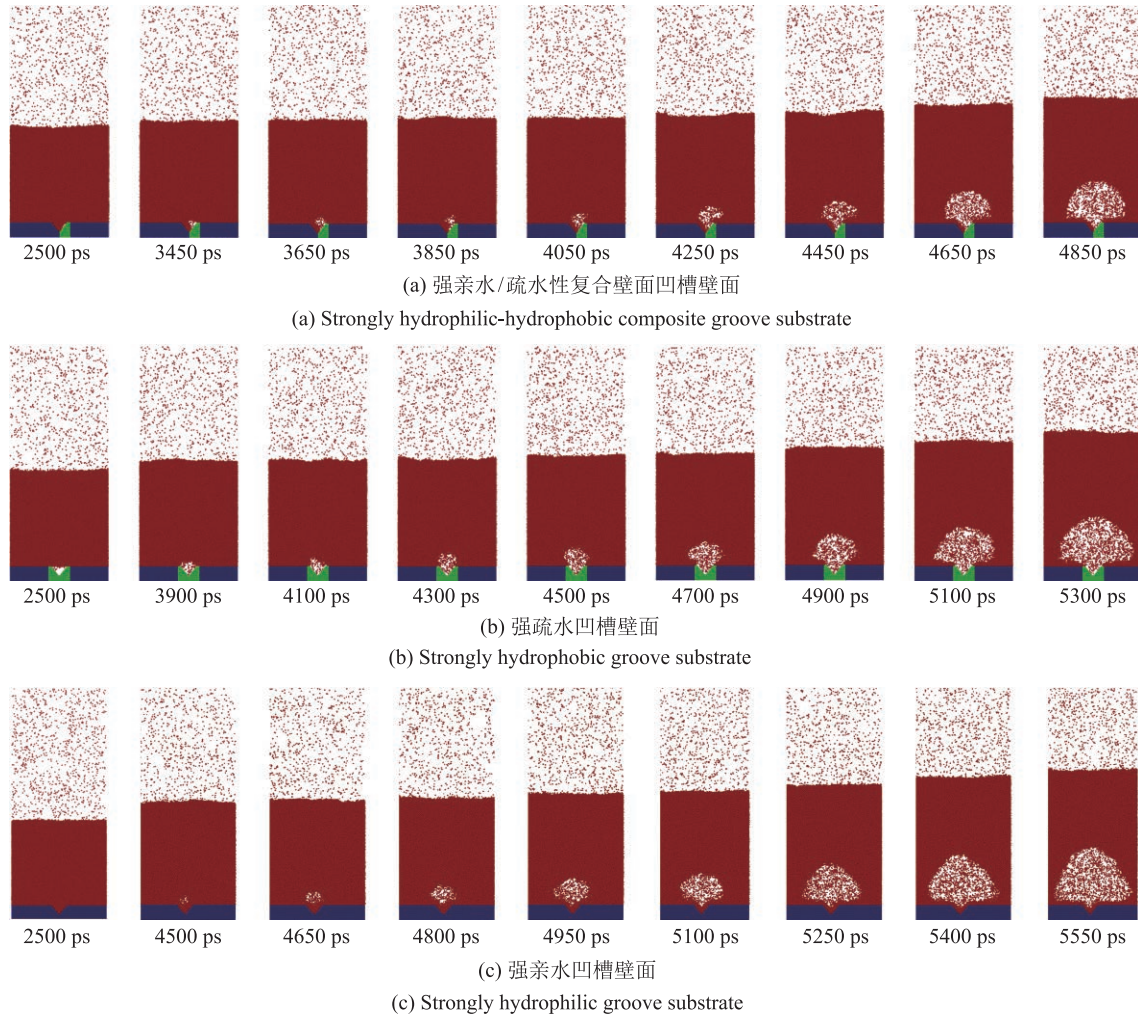 2500 ps 3450 ps 3650 ps 3850 ps 4050 ps 4250 ps 4450 ps 4650 ps 4850 ps
(a) 强亲水/疏水性复合壁面凹槽壁面
(a) Strongly hydrophilic-hydrophobic composite groove substrate
2500 ps 3900 ps 4100 ps 4300 ps 4500 ps 4700 ps 4900 ps 5100 ps 5300 ps
(b) 强疏水凹槽壁面
(b) Strongly hydrophobic groove substrate
2500 ps 4500 ps 4650 ps 4800 ps 4950 ps 5100 ps 5250 ps 5400 ps 5550 ps
(c) 强亲水凹槽壁面
(c) Strongly hydrophilic groove substrate